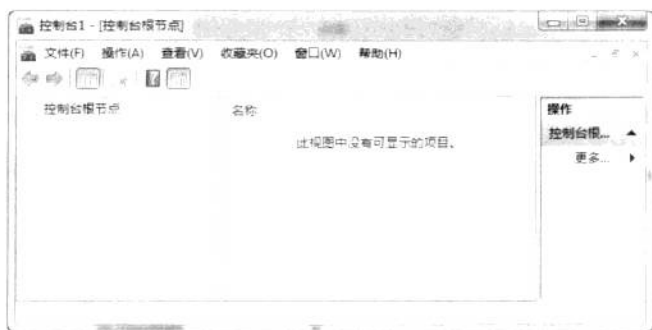 控制台1 - [控制台根节点]
文件(F) 操作(A) 查看(V) 收藏夹(O) 窗口(W) 帮助(H)
控制台根节点
名称
此视图中没有可显示的项目。
操作
控制台根...
更多...